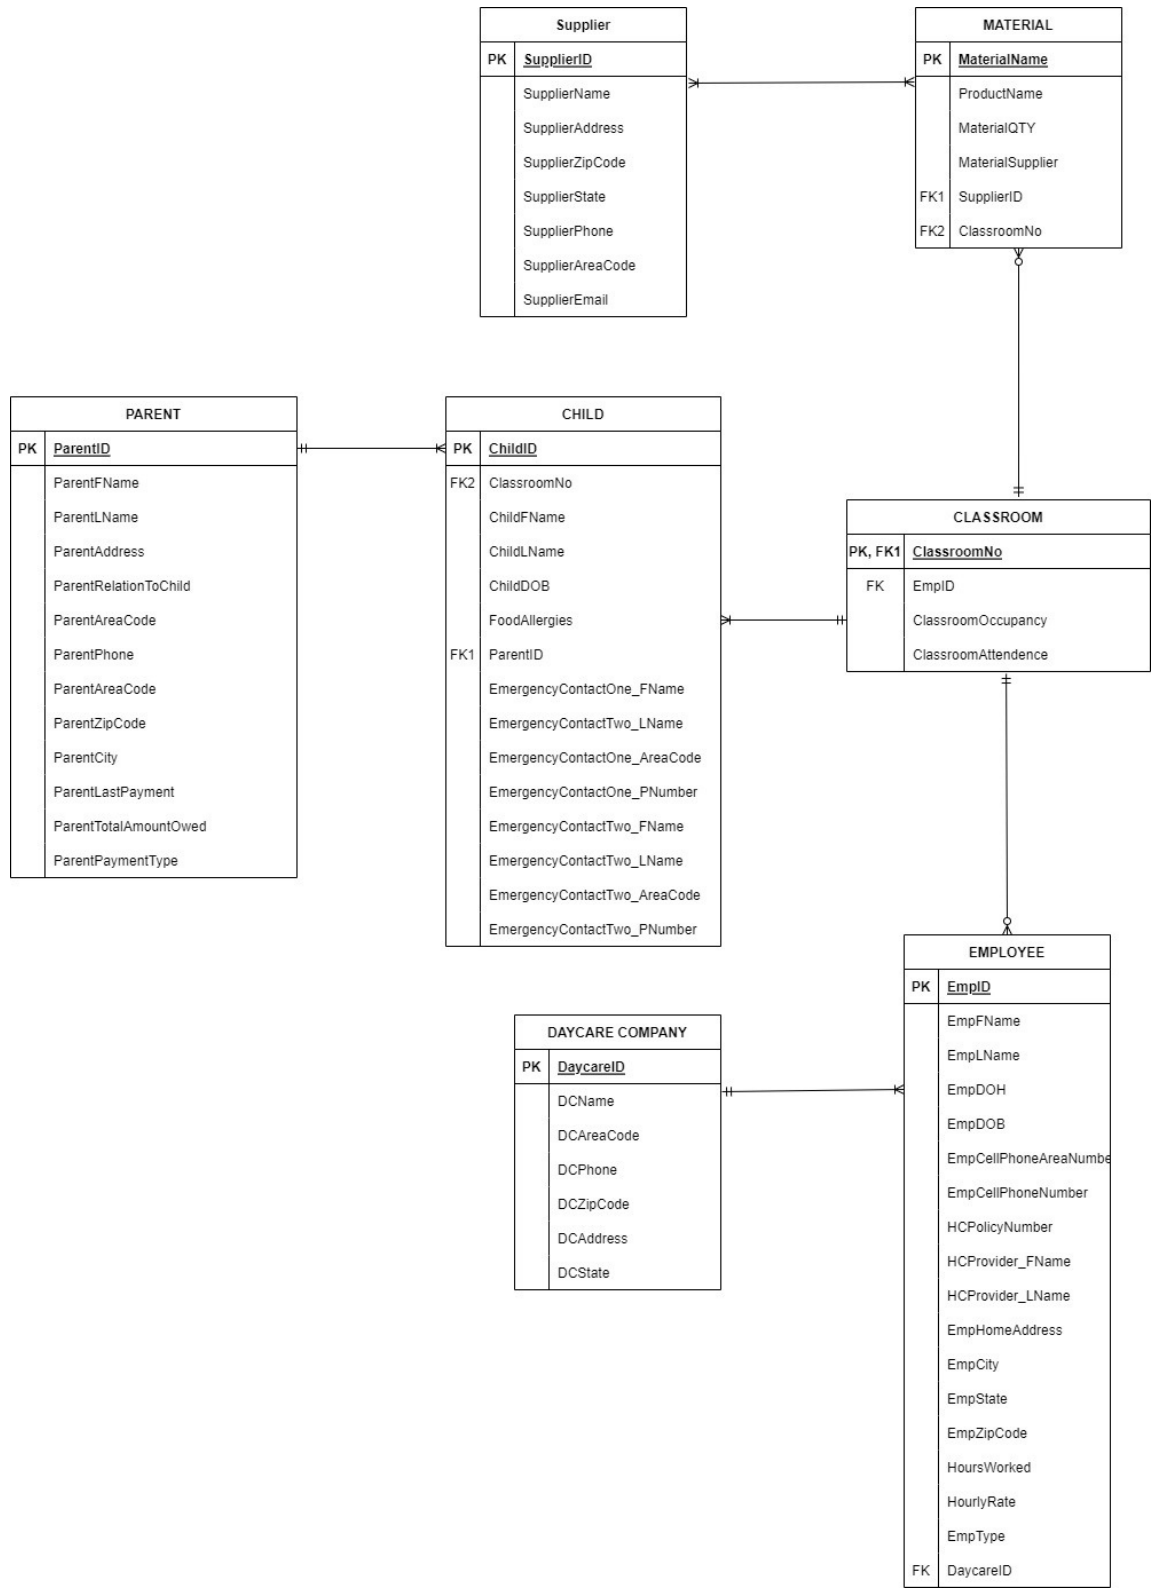 Supplier
PK SupplierID
SupplierName
SupplierAddress
SupplierZipCode
SupplierState
SupplierPhone
SupplierAreaCode
SupplierEmail
MATERIAL
PK MaterialName
ProductName
MaterialQTY
MaterialSupplier
FK1 SupplierID
FK2 ClassroomNo
PARENT
PK ParentID
ParentFName
ParentLName
ParentAddress
ParentRelationToChild
ParentAreaCode
ParentPhone
ParentAreaCode
ParentZipCode
ParentCity
ParentLastPayment
ParentTotalAmountOwed
ParentPaymentType
CHILD
PK ChildID
FK2 ClassroomNo
ChildFName
ChildLName
ChildDOB
FoodAllergies
FK1 ParentID
EmergencyContactOne_FName
EmergencyContactTwo_LName
EmergencyContactOne_AreaCode
EmergencyContactOne_PNumber
EmergencyContactTwo_FName
EmergencyContactTwo_LName
EmergencyContactTwo_AreaCode
EmergencyContactTwo_PNumber
CLASSROOM
PK, FK1 ClassroomNo
FK EmpID
ClassroomOccupancy
ClassroomAttendence
DAYCARE COMPANY
PK DaycareID
DCName
DCAreaCode
DCPhone
DCZipCode
DCAddress
DCState
EMPLOYEE
PK EmpID
EmpFName
EmpLName
EmpDOH
EmpDOB
EmpCellPhoneAreaNumbe
EmpCellPhoneNumber
HCPolicyNumber
HCProvider_FName
HCProvider_LName
EmpHomeAddress
EmpCity
EmpState
EmpZipCode
HoursWorked
HourlyRate
EmpType
FK DaycareID